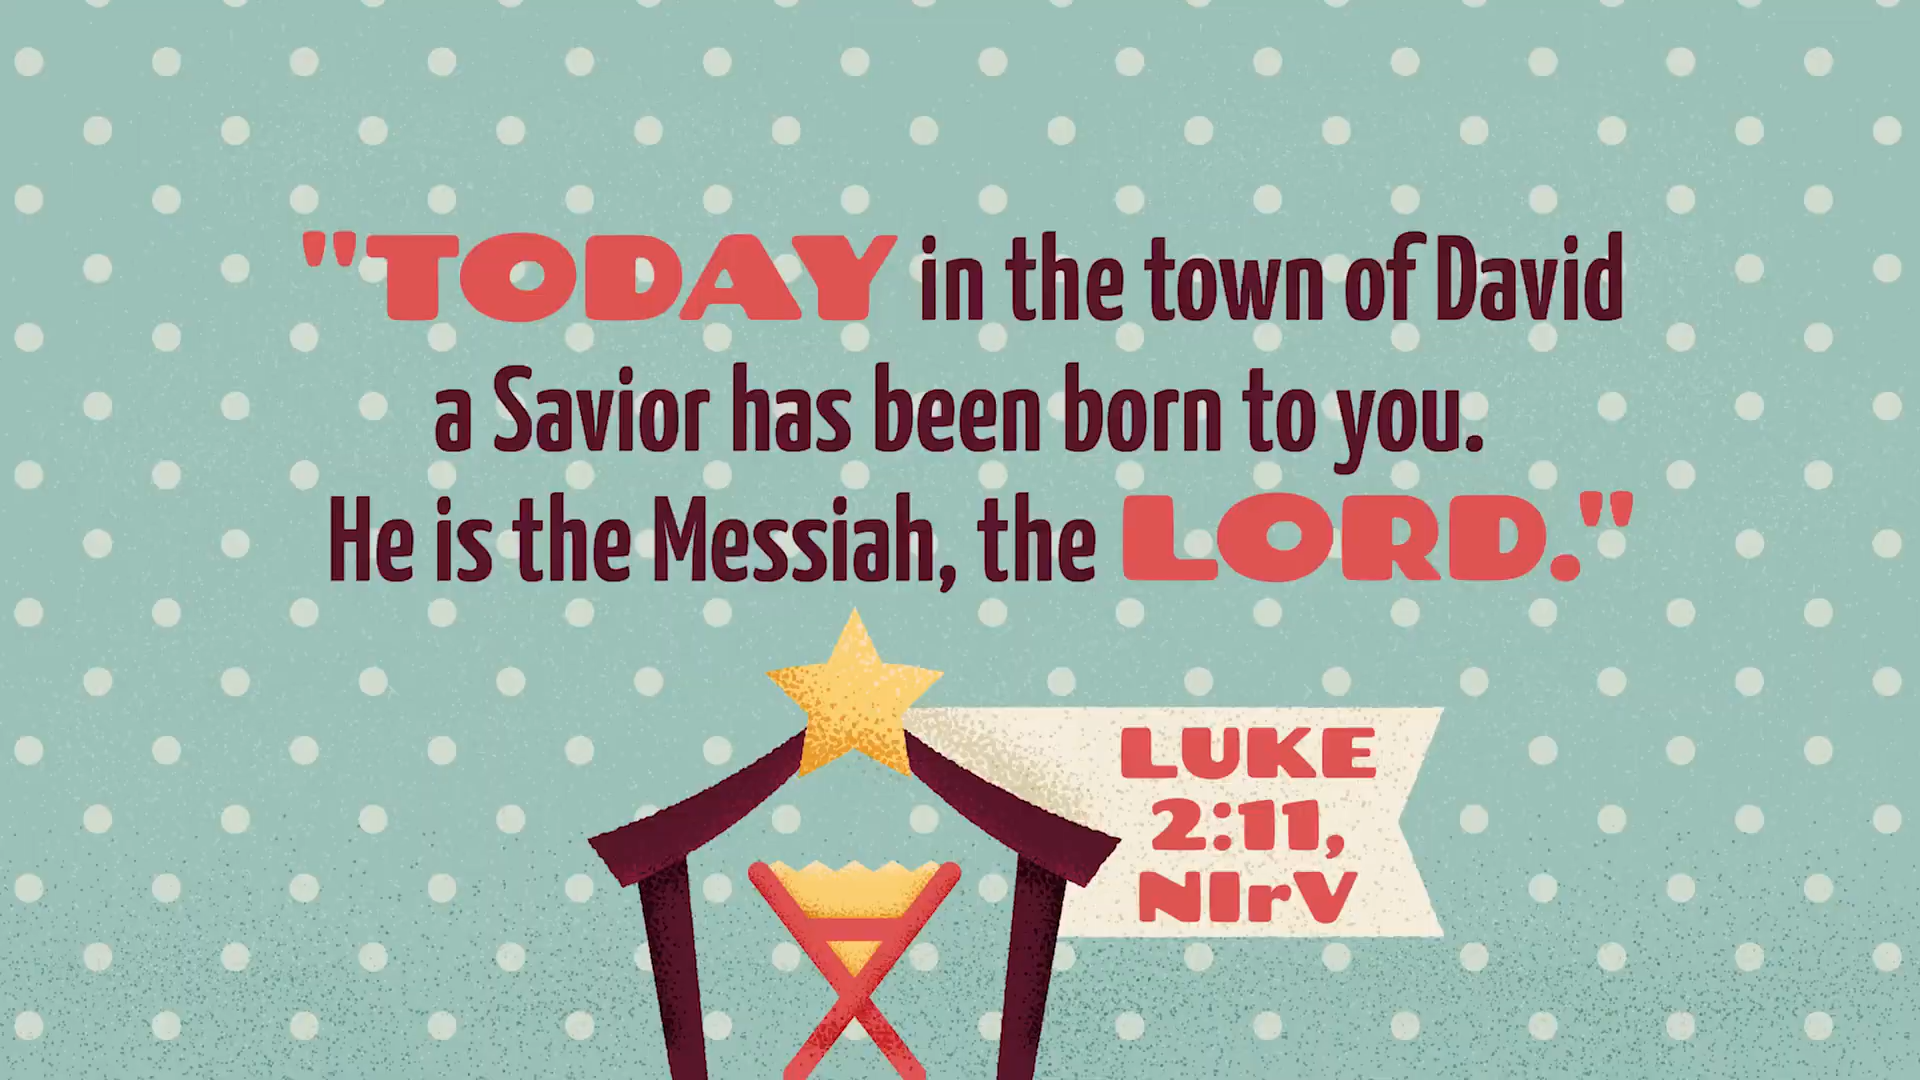 "TODAY in the town of David
a Savior has been born to you.
He is the Messiah, the LORD."
LUKE
2:11,
NIrV